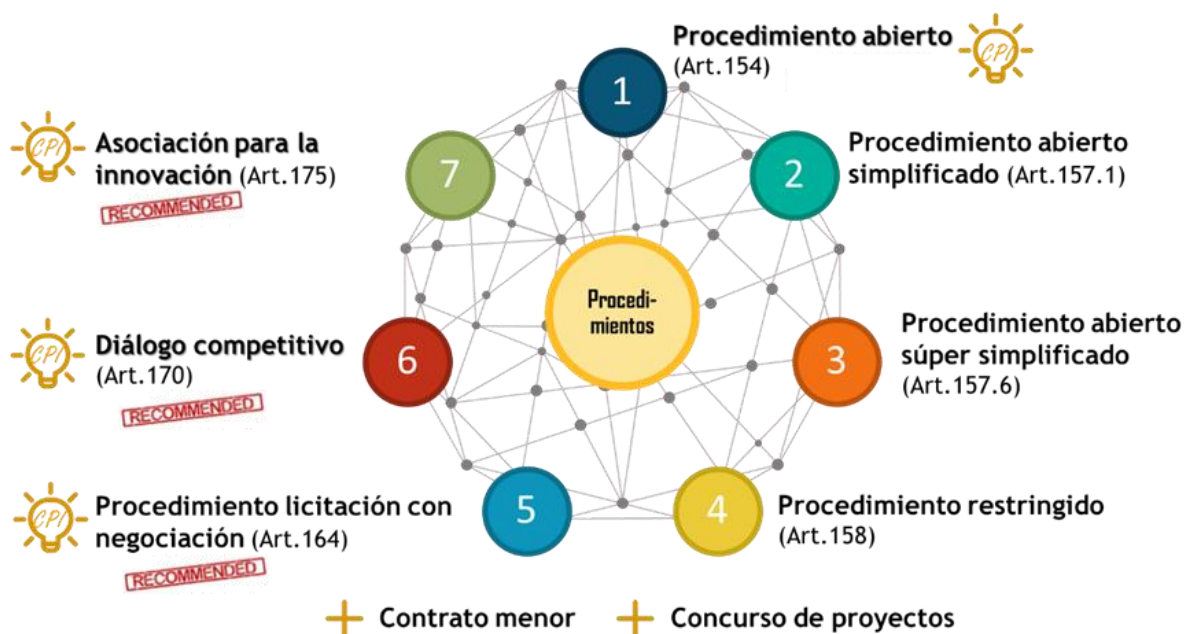 Procedimiento abierto
(Art.154)
CPI
1
Procedimiento abierto
simplificado (Art.157.1)
2
Procedimiento abierto
súper simplificado
(Art.157.6)
3
Procedimiento restringido
(Art.158)
4
CPI
Procedimiento licitación con
negociación (Art.164)
RECOMMENDED
5
CPI
Diálogo competitivo
(Art.170)
RECOMMENDED
6
CPI
Asociación para la
innovación (Art.175)
RECOMMENDED
7
Procedi-
mientos
+ Contrato menor
+ Concurso de proyectos